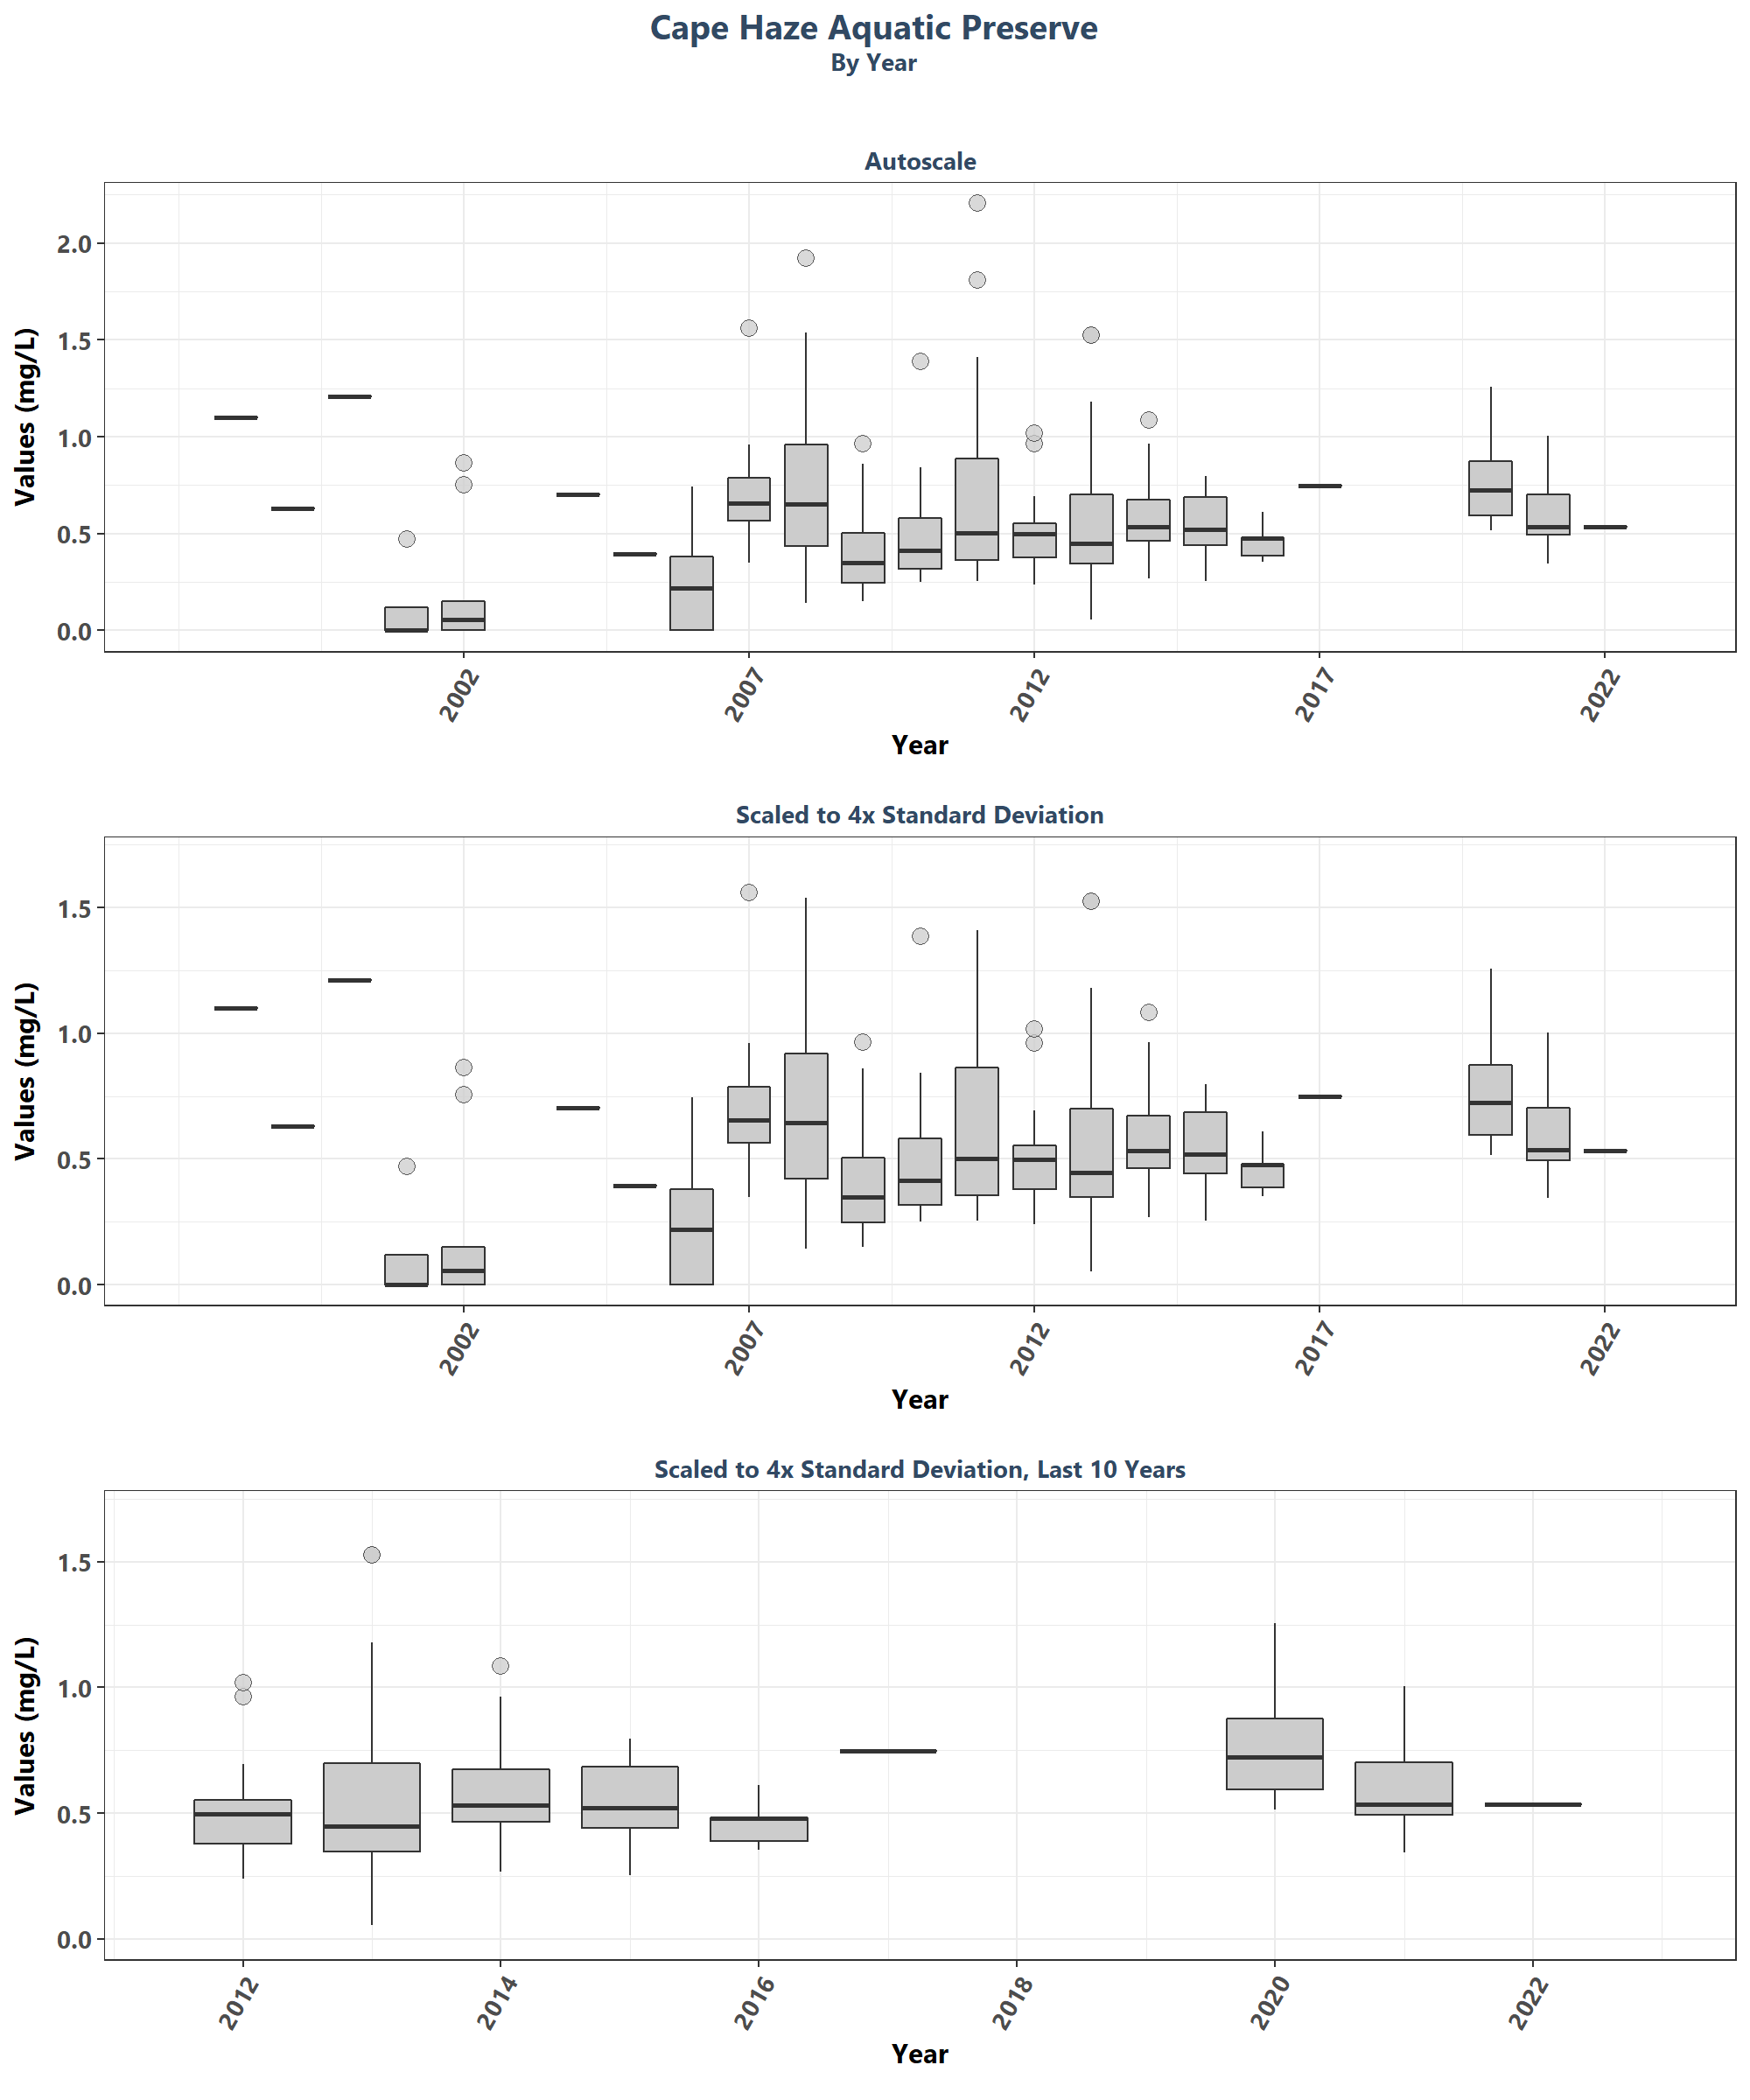 Cape Haze Aquatic Preserve
By Year
Autoscale
Values (mg/L)
2.0
1.5
1.0
0.5
0.0
2002 2007 2012 2017 2022
Year
Scaled to 4x Standard Deviation
Values (mg/L)
1.5
1.0
0.5
0.0
2002 2007 2012 2017 2022
Year
Scaled to 4x Standard Deviation, Last 10 Years
Values (mg/L)
1.5
1.0
0.5
0.0
2012 2014 2016 2018 2020 2022
Year